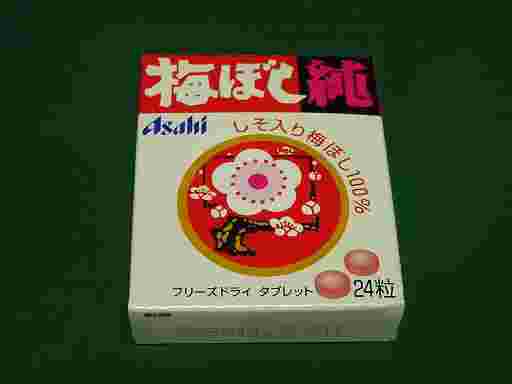 梅ぼし純
Asahi
しそ入り梅ぼし100%
フリーズドライ タブレット
24粒